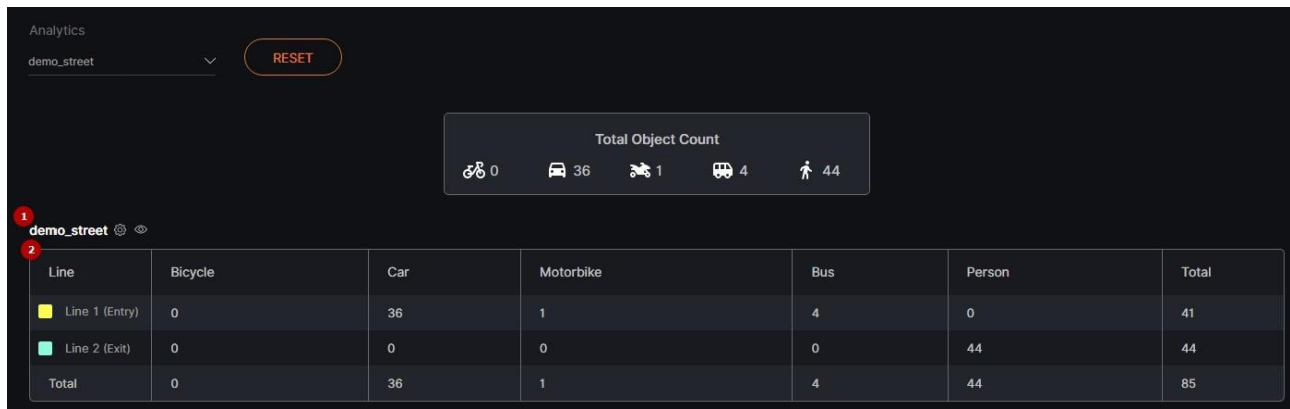 Analytics
demo_street
RESET
Total Object Count
0 36 1 4 44
1
demo_street
2
Line Bicycle Car Motorbike Bus Person Total
Line 1 (Entry) 0 36 1 4 0 41
Line 2 (Exit) 0 0 0 0 44 44
Total 0 36 1 4 44 85